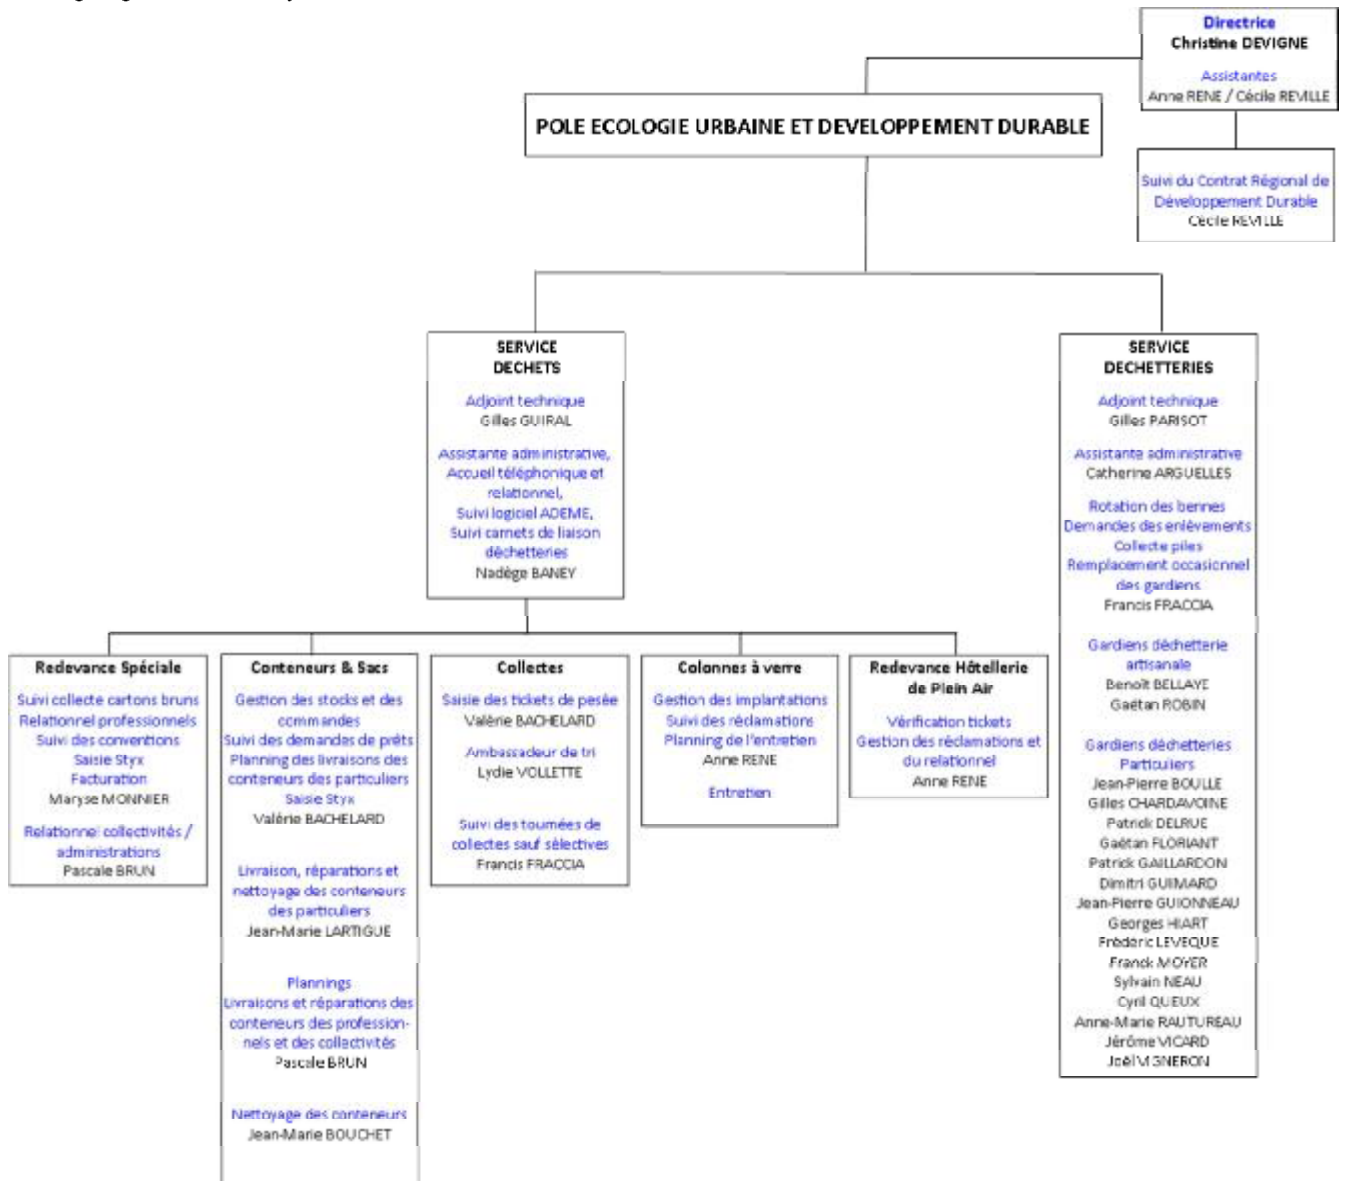 Directrice
Christine DEVIGNE
Assistantes
Anne RENE / Cécile REVILLE
POLE ECOLOGIE URBAINE ET DEVELOPPEMENT DURABLE
Suivi du Contrat Régional de
Développement Durable
Cécile REVILLE
SERVICE
DECHETS
Adjoint technique
Gilles GUIRAL
Assistante administrative,
Accueil téléphonique et
relationnel,
Suivi logiciel ADEME,
Suivi carnets de liaison
déchetteries
Nadège BANEY
SERVICE
DECHETTERIES
Adjoint technique
Gilles PARISOT
Assistante administrative
Catherine ARGUELLES
Rotation des bennes
Demandes des enlèvements
Collecte piles
Remplacement occasionnel
des gardiens
Francis FRACCIA
Gardiens déchetterie
artisanale
Benoît BELLAYE
Gaëtan ROBIN
Gardiens déchetteries
Particuliers
Jean-Pierre BOULLE
Gilles CHARDAVOINE
Patrick DELRUE
Gaëtan FLORIANT
Patrick GAILLARDON
Dimitri GUIMARD
Jean-Pierre GUIONNEAU
Georges HIART
Frédéric LEVEQUE
Franck MOYER
Sylvain NEAU
Cyril QUEUX
Anne-Marie RAUTUREAU
Jérôme VICARD
Joël VIGNERON
Redevance Spéciale
Suivi collecte cartons bruns
Relationnel professionnels
Suivi des conventions
Saisie Styx
Facturation
Maryse MONNIER
Relationnel collectivités /
administrations
Pascale BRUN
Conteneurs & Sacs
Gestion des stocks et des
commandes
Suivi des demandes de prêts
Planning des livraisons des
conteneurs des particuliers
Saisie Styx
Valérie BACHELARD
Livraison, réparations et
nettoyage des conteneurs
des particuliers
Jean-Marie LARTIGUE
Plannings
Livraisons et réparations des
conteneurs des profession-
nels et des collectivités
Pascale BRUN
Nettoyage des conteneurs
Jean-Marie BOUCHET
Collectes
Saisie des tickets de pesée
Valérie BACHELARD
Ambassadeur de tri
Lydie VOLLETTE
Suivi des tournées de
collectes sauf sélectives
Francis FRACCIA
Colonnes à verre
Gestion des implantations
Suivi des réclamations
Planning de l'entretien
Anne RENE
Entretien
Redevance Hôtellerie
de Plein Air
Vérification tickets
Gestion des réclamations et
du relationnel
Anne RENE